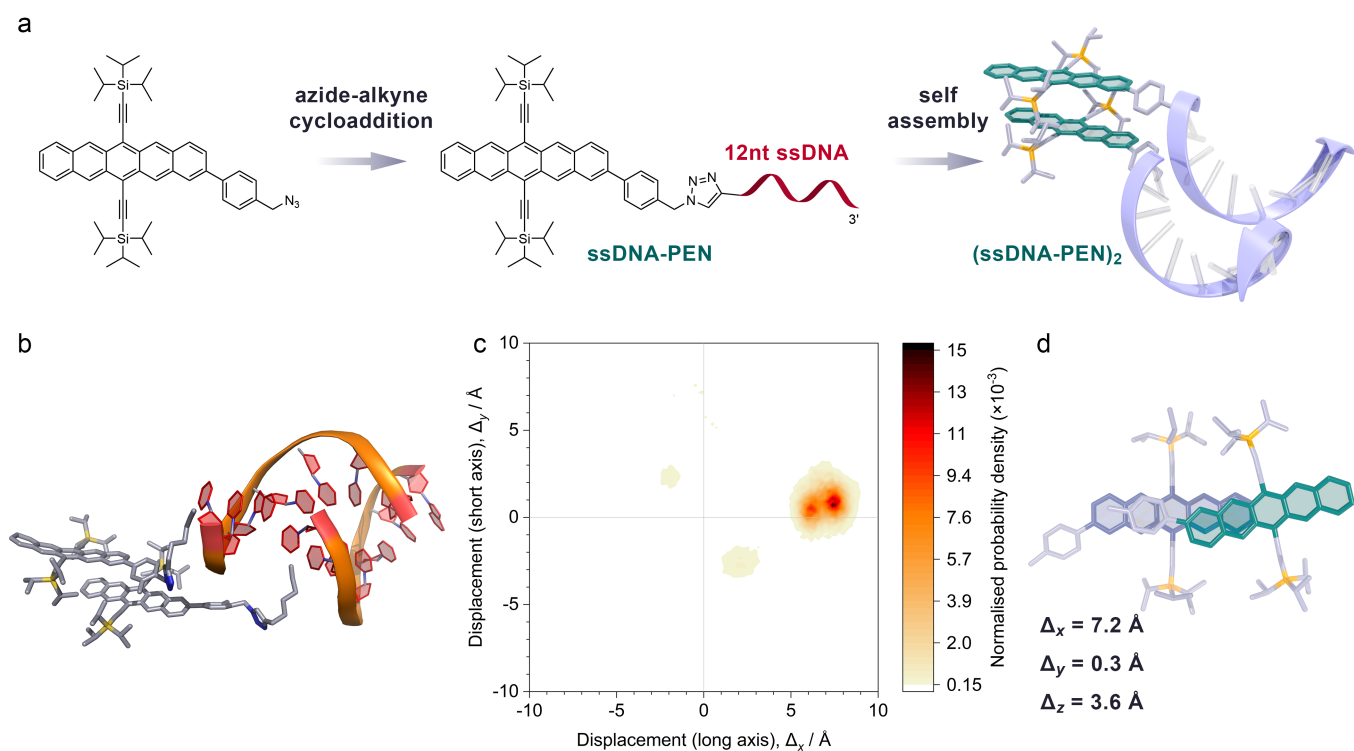 a
Si
azide-alkyne
cycloaddition
N₃
Si
Si
12nt ssDNA
N
N
N
3'
Si
ssDNA-PEN
self
assembly
(ssDNA-PEN)₂
b
c
10
5
0
-5
-10
-10
-5
0
5
10
Displacement (short axis), Δy / Å
Displacement (long axis), Δx / Å
15
13
11
9.4
7.6
5.7
3.9
2.0
0.15
Normalised probability density (×10⁻³)
d
Δx = 7.2 Å
Δy = 0.3 Å
Δz = 3.6 Å